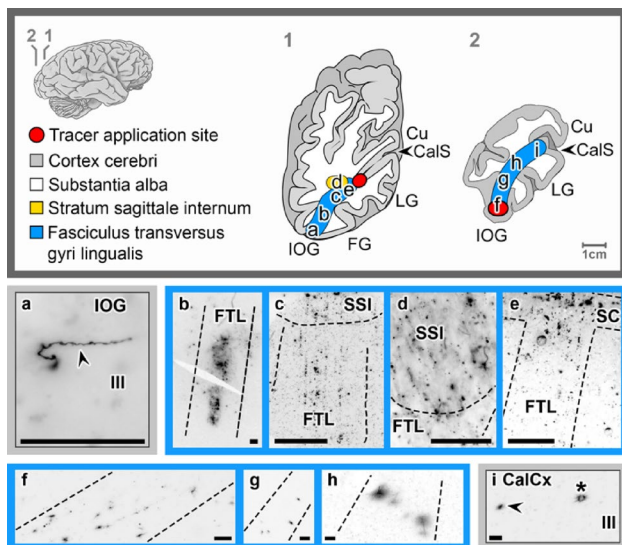 2 1
Tracer application site
Cortex cerebri
Substantia alba
Stratum sagittale internum
Fasciculus transversus
gyri lingualis
1
Cu
CalS
LG
FG
IOG
a
b
c
d
e
2
Cu
CalS
LG
IOG
f
g
h
i
1cm
a IOG
III
b
FTL
c
SSI
FTL
d
SSI
FTL
e
SC
FTL
f
g
h
i CalCx
*
III